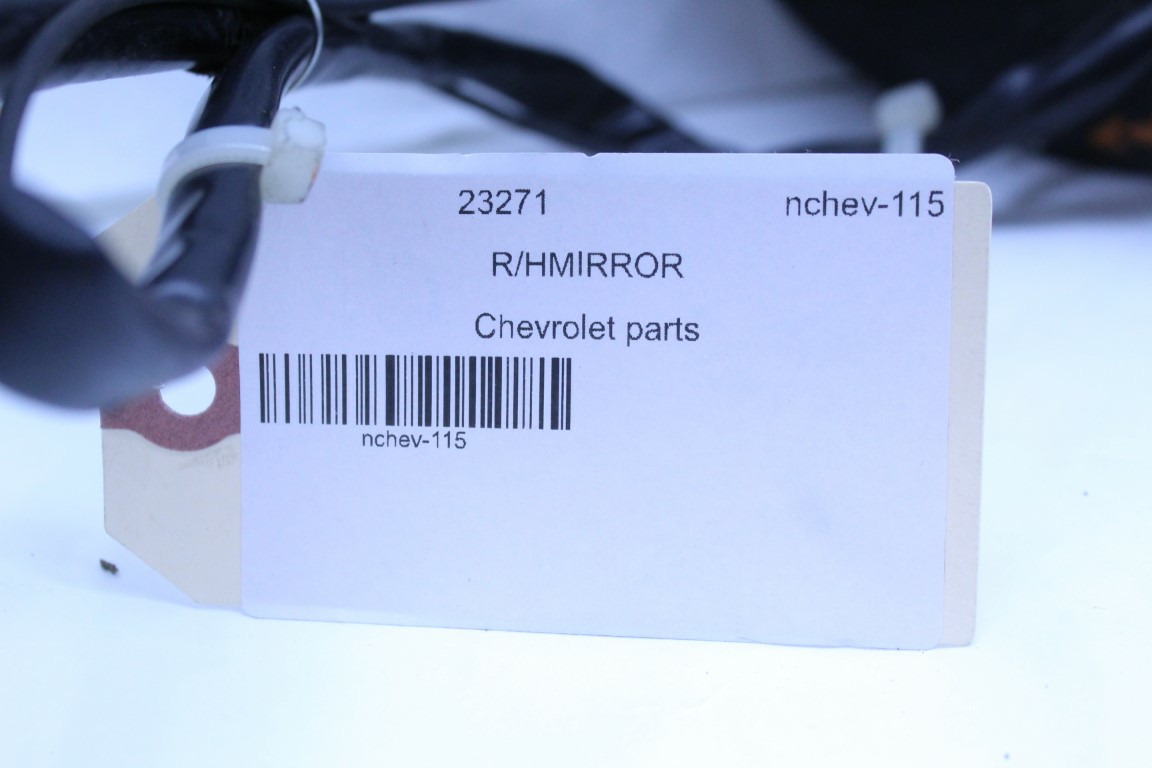 23271 nchev-115
R/HMIRROR
Chevrolet parts
nchev-115